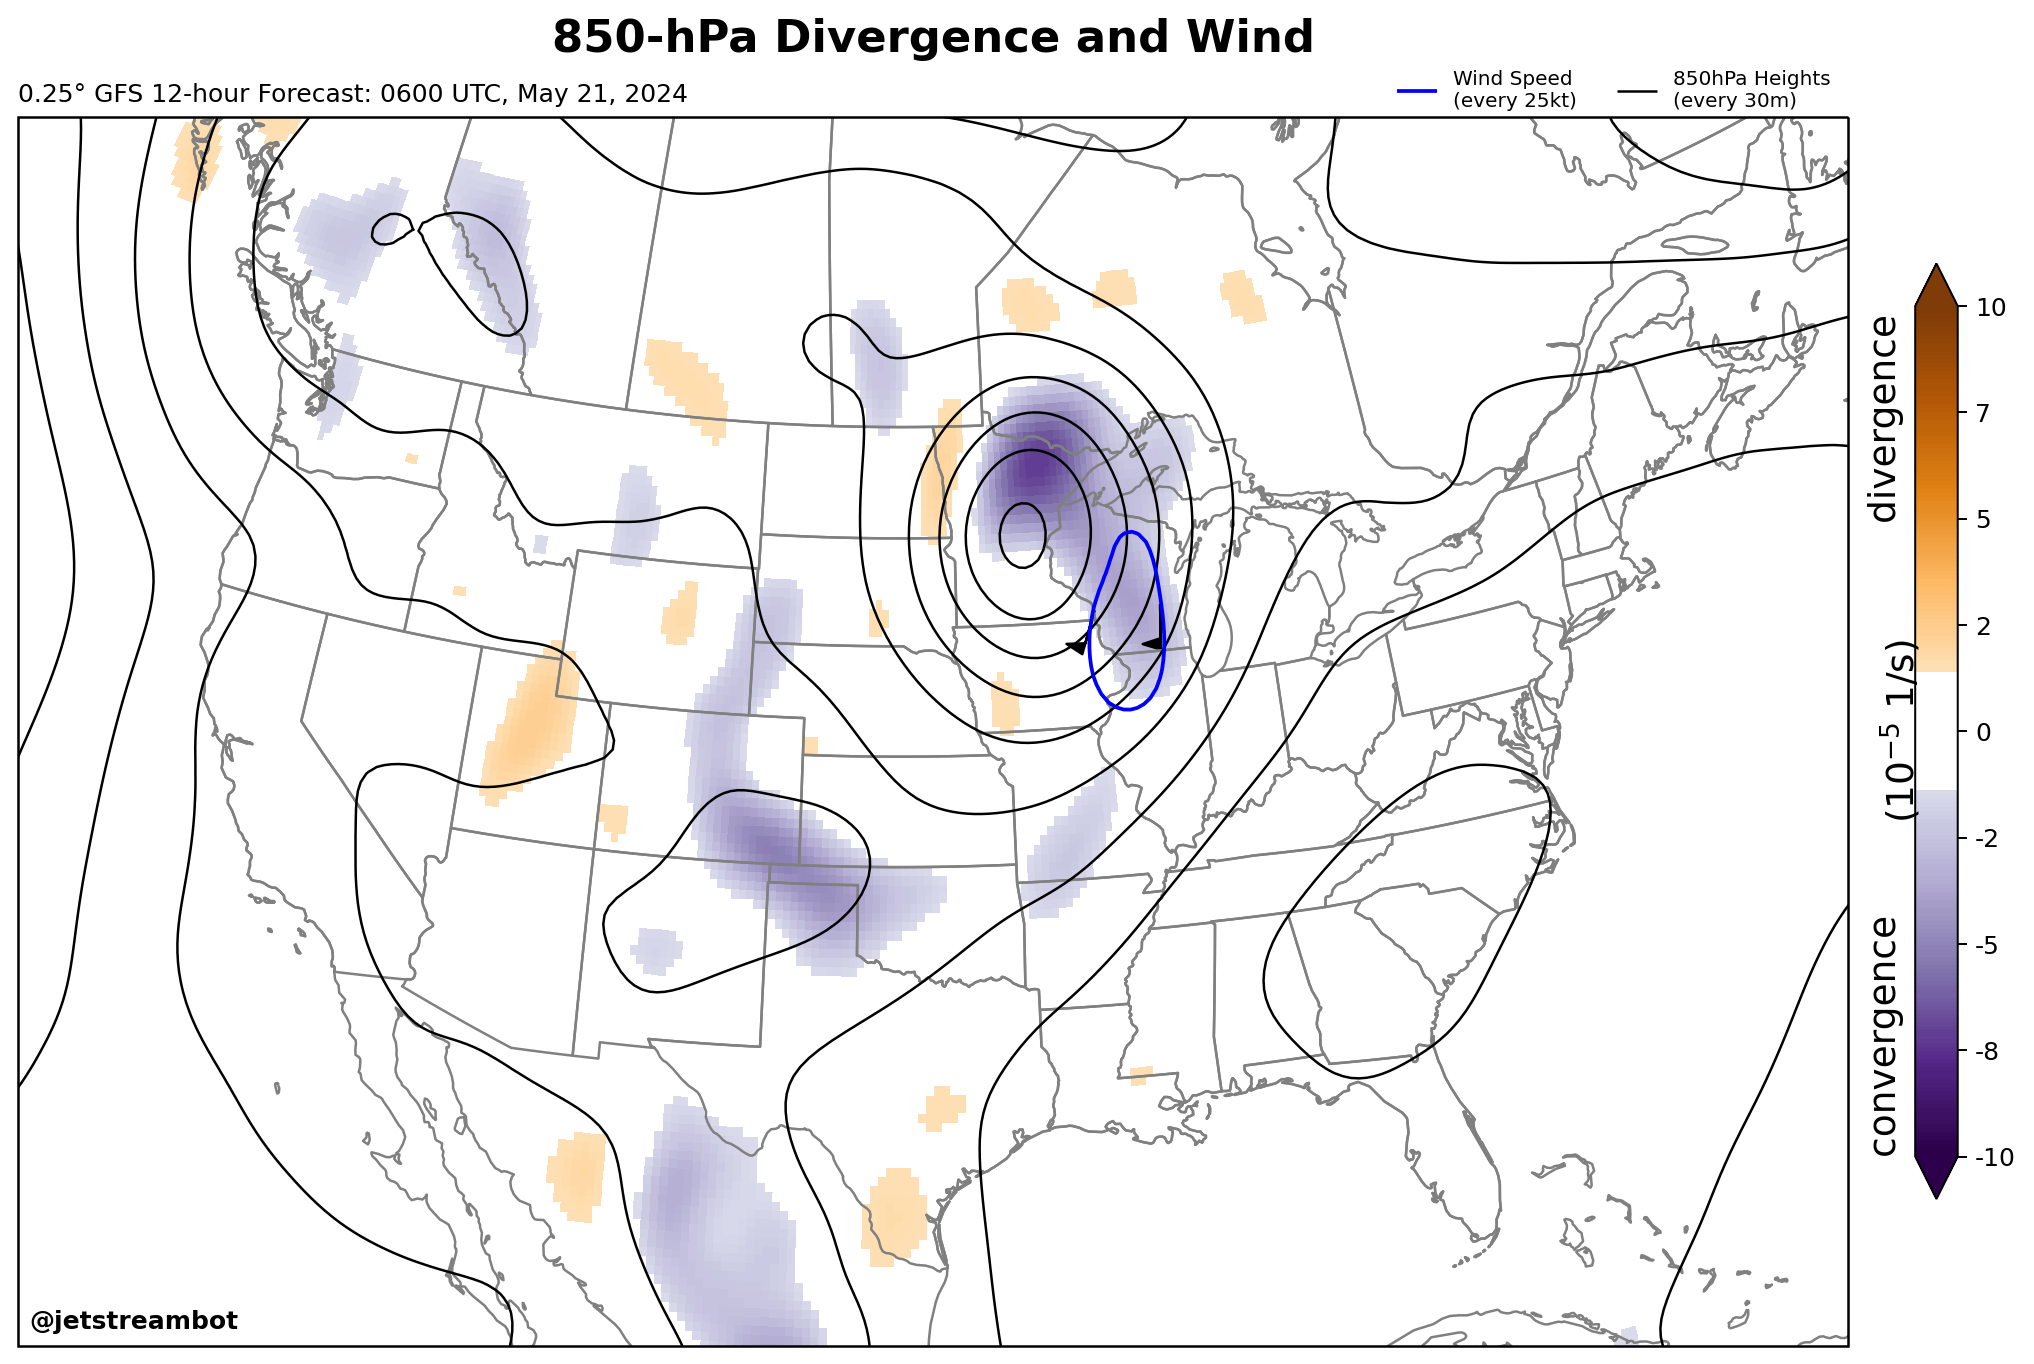 850-hPa Divergence and Wind
0.25° GFS 12-hour Forecast: 0600 UTC, May 21, 2024
Wind Speed
(every 25kt)
850hPa Heights
(every 30m)
10
7
5
2
0
-2
-5
-8
-10
divergence
(10⁻⁵ 1/s)
convergence
@jetstreambot